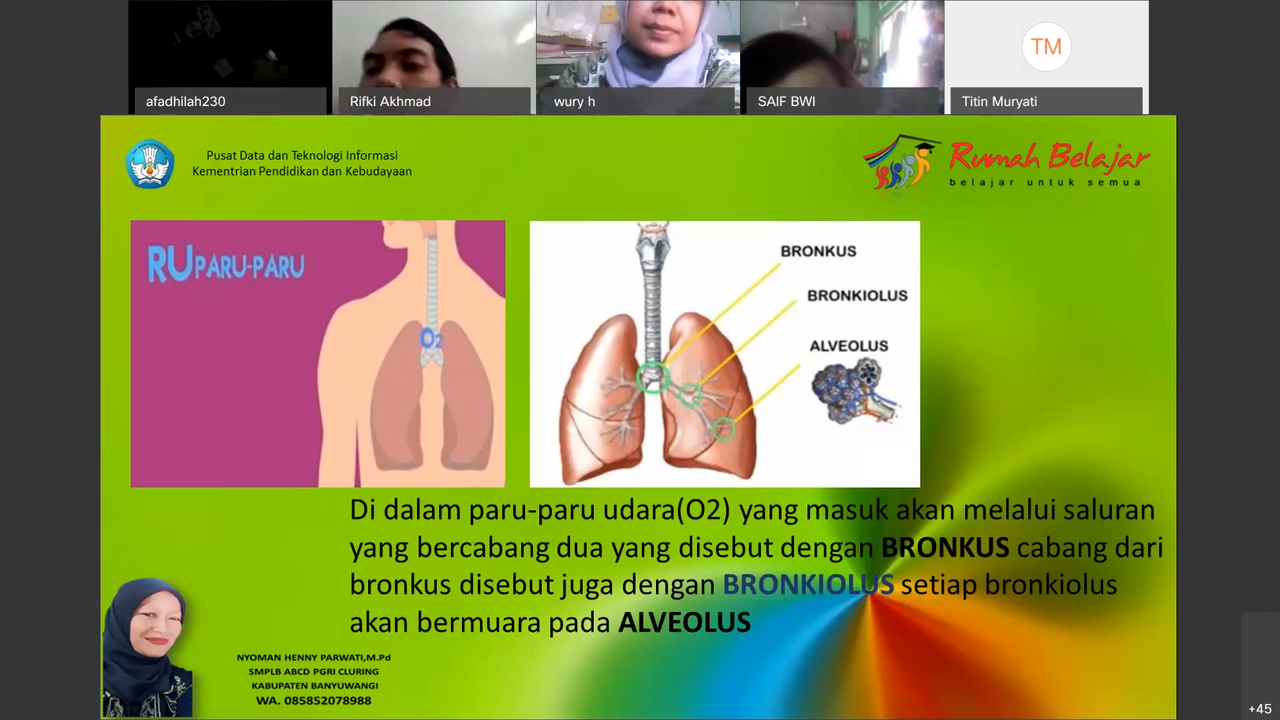 afadhilah230
Rifki Akhmad
wury h
SAIF BWI
TM
Titin Muryati
Pusat Data dan Teknologi Informasi
Kementrian Pendidikan dan Kebudayaan
Rumah Belajar
belajar untuk semua
RU PARU-PARU
O2
BRONKUS
BRONKIOLUS
ALVEOLUS
Di dalam paru-paru udara(O2) yang masuk akan melalui saluran
yang bercabang dua yang disebut dengan BRONKUS cabang dari
bronkus disebut juga dengan BRONKIOLUS setiap bronkiolus
akan bermuara pada ALVEOLUS
NYOMAN HENNY PARWATI,M.Pd
SMPLB ABCD PGRI CLURING
KABUPATEN BANYUWANGI
WA. 085852078988
+45